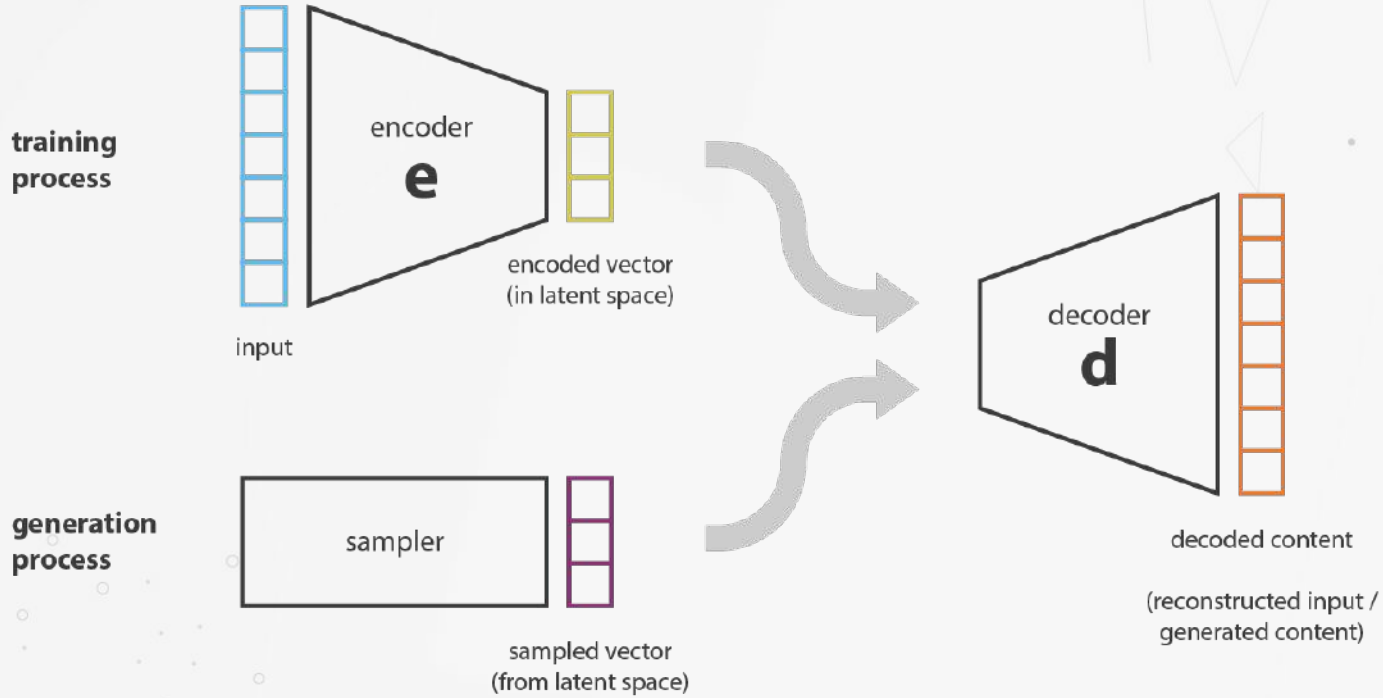 training
process
encoder
e
encoded vector
(in latent space)
input
decoder
d
generation
process
sampler
sampled vector
(from latent space)
decoded content
(reconstructed input /
generated content)